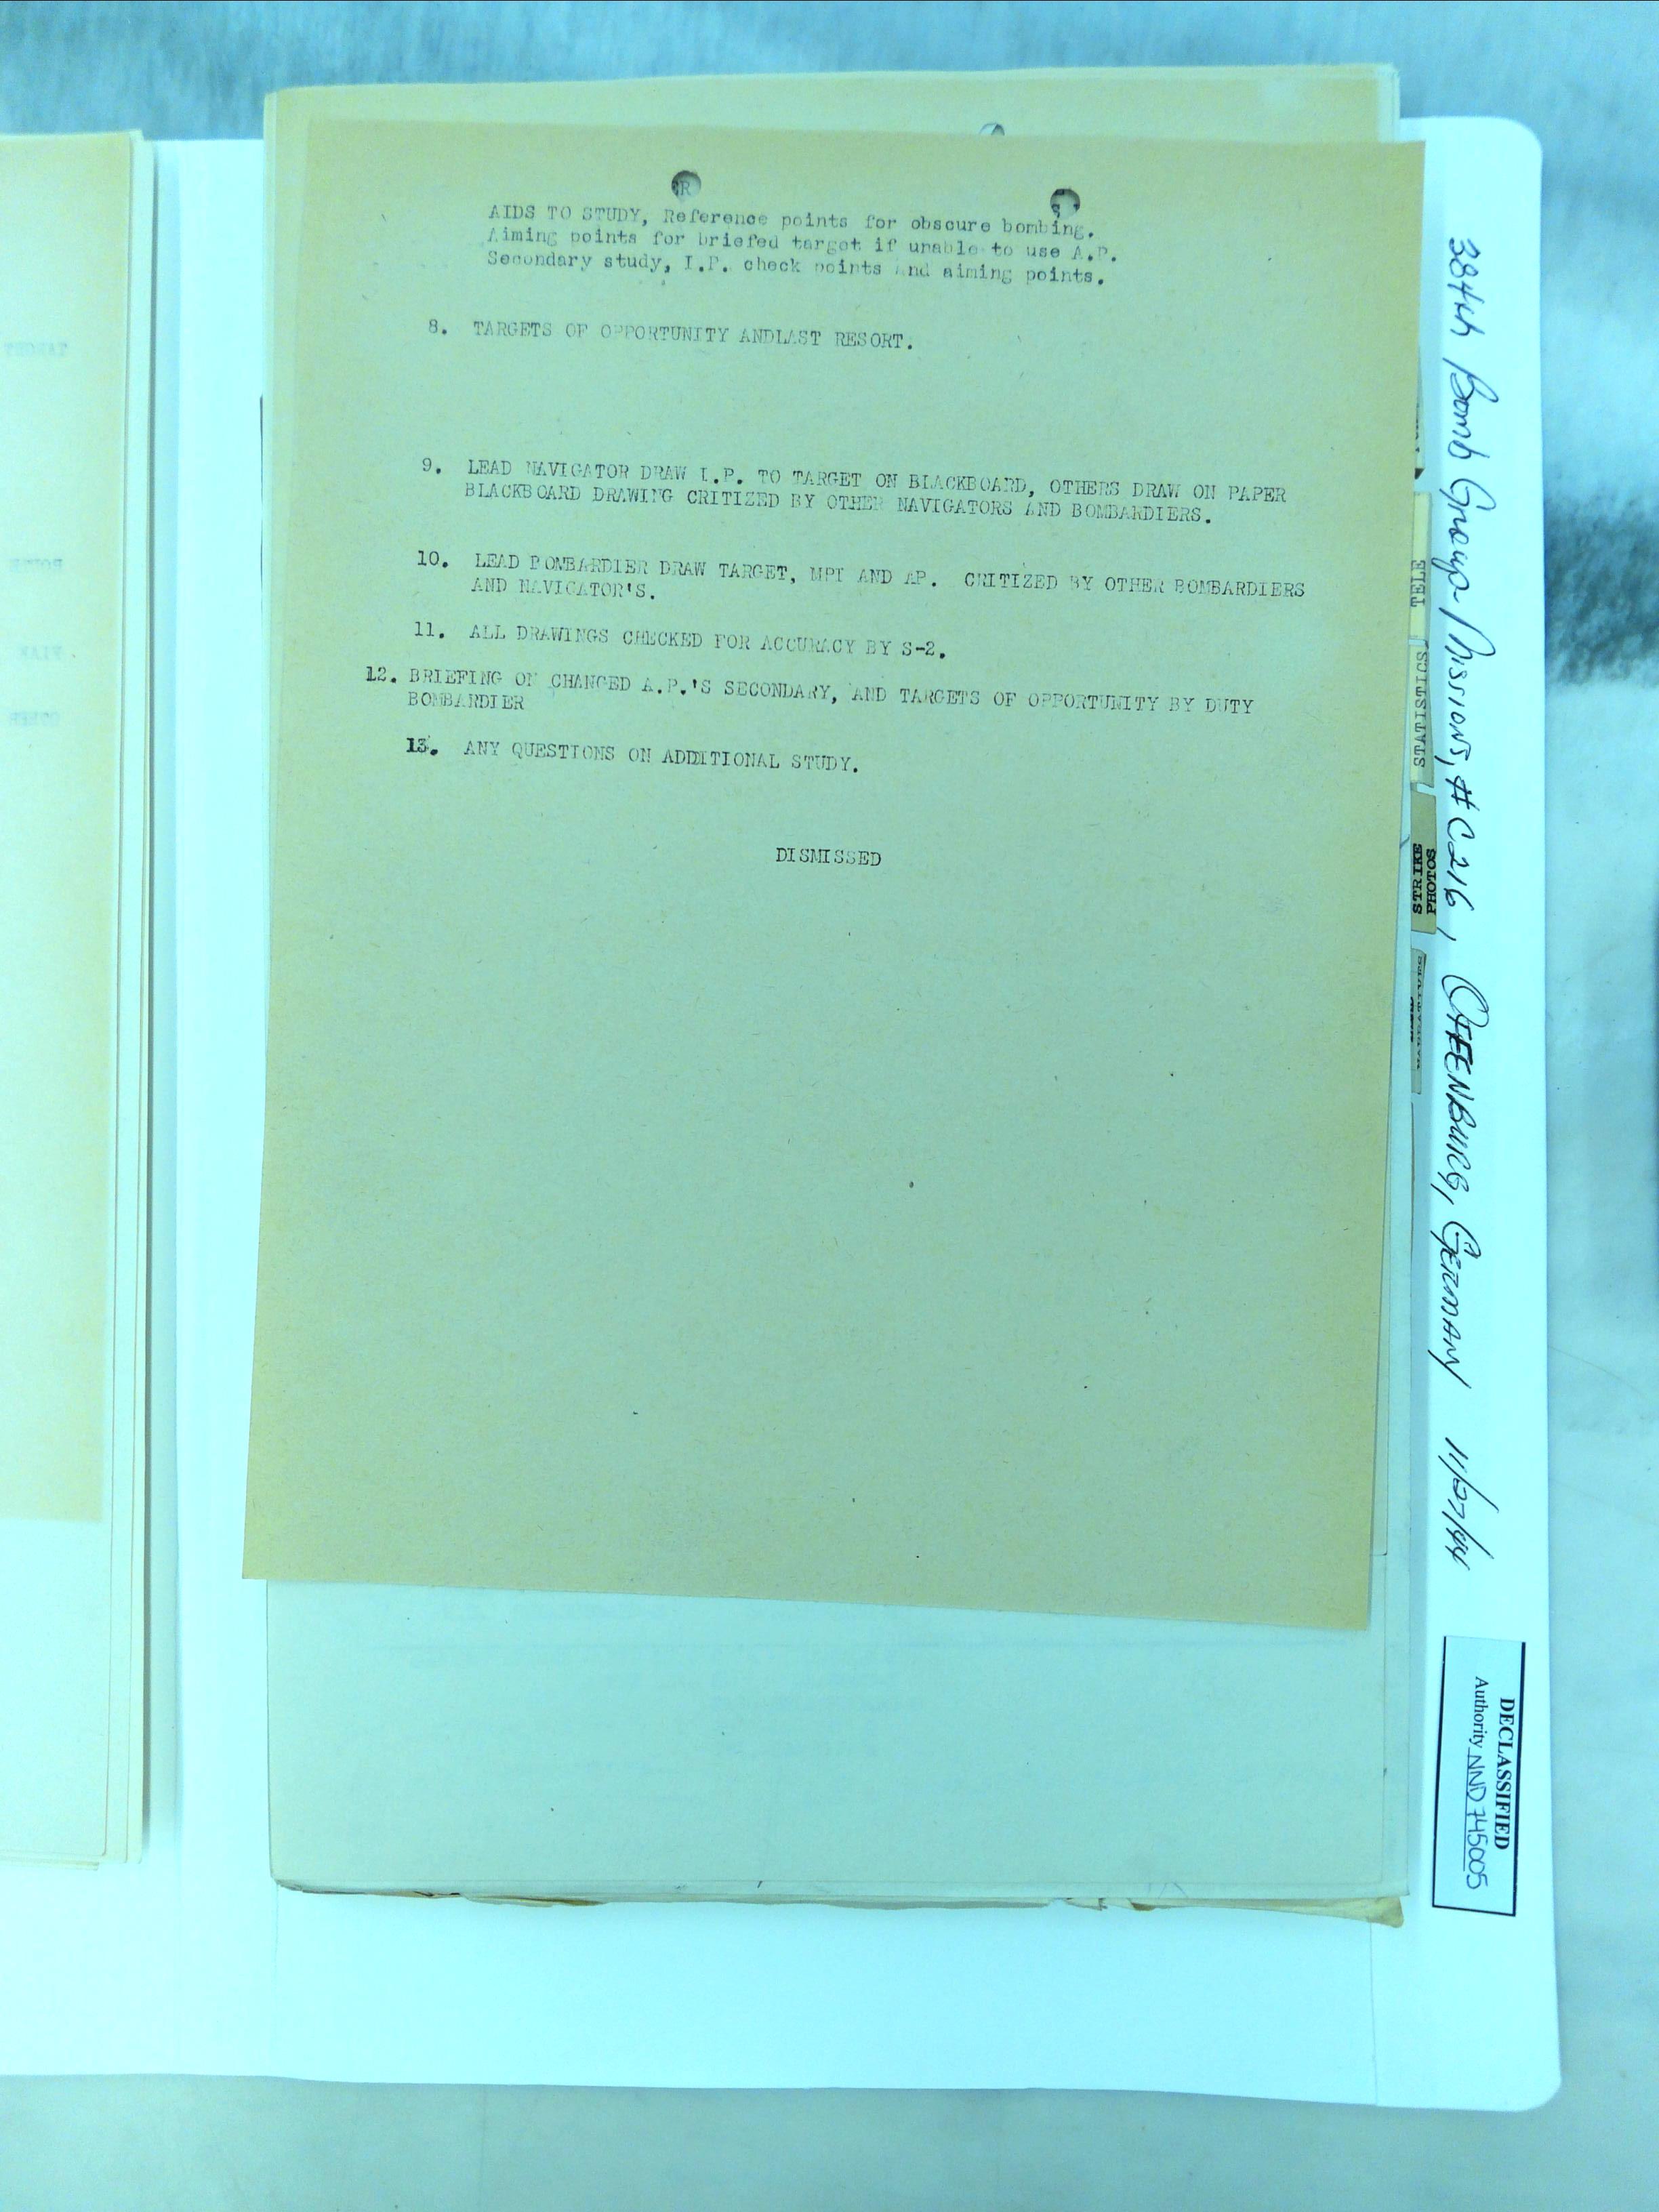 AIDS TO STUDY, Reference points for obscure bombing.
Aiming points for briefed target if unable to use A.P.
Secondary study, I.P. check points and aiming points.
8. TARGETS OF OPPORTUNITY ANDLAST RESORT.
9. LEAD NAVIGATOR DRAW I.P. TO TARGET ON BLACKBOARD, OTHERS DRAW ON PAPER
BLACKBOARD DRAWING CRITIZED BY OTHER NAVIGATORS AND BOMBARDIERS.
10. LEAD BOMBARDIER DRAW TARGET, MPI AND AP. CRITIZED BY OTHER BOMBARDIERS
AND NAVIGATOR'S.
11. ALL DRAWINGS CHECKED FOR ACCURACY BY S-2.
12. BRIEFING OF CHANGED A.P.'S SECONDARY, AND TARGETS OF OPPORTUNITY BY DUTY
BOMBARDIER
13. ANY QUESTIONS ON ADDITIONAL STUDY.
DISMISSED
TELE
STATISTICS
STRIKE
PHOTOS
384th Bomb Group Missions, #C216, OFFENBURG, GERMANY 11/27/44
DECLASSIFIED
Authority NND 745005